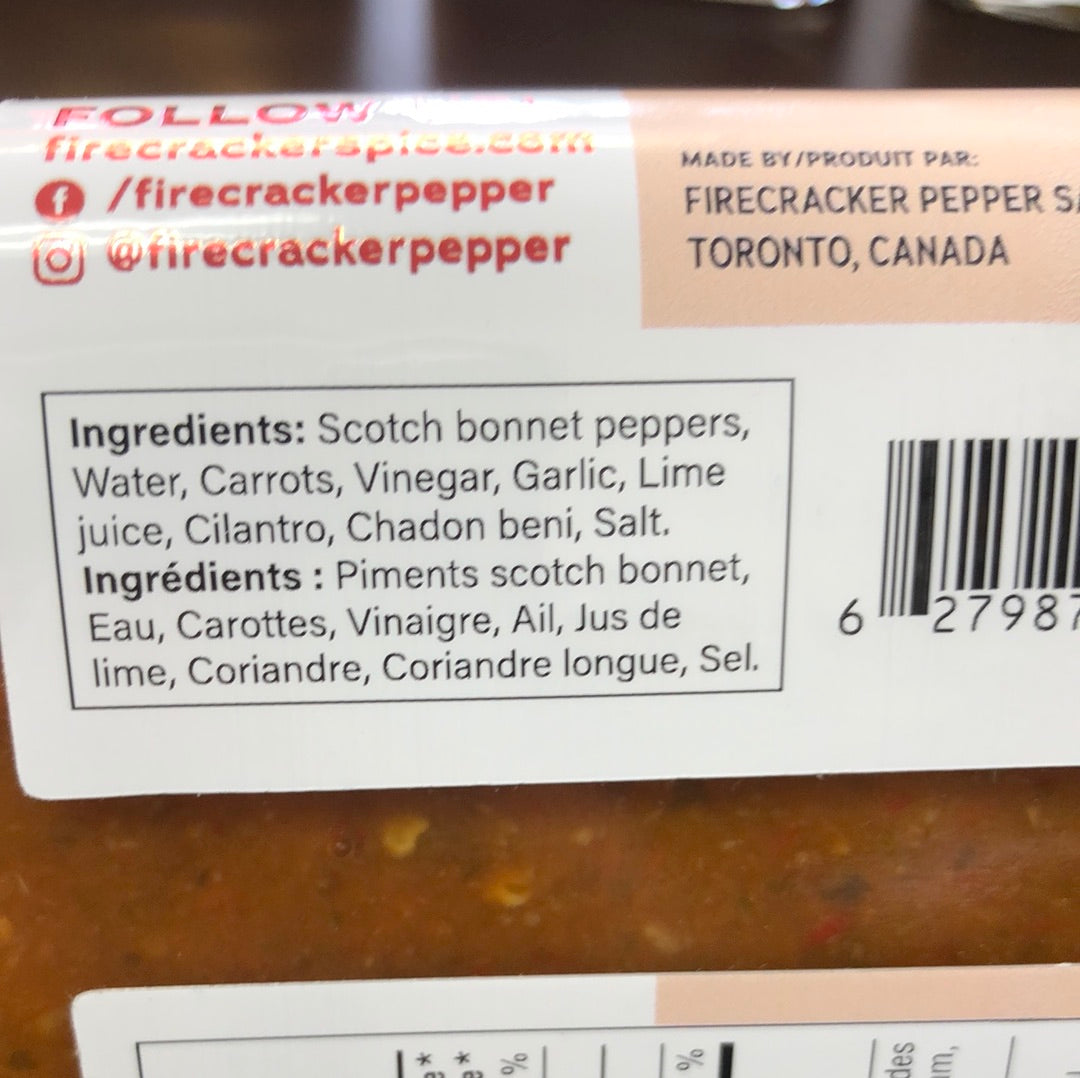 FOLLOW
firecrackerspice.com
/firecrackerpepper
@firecrackerpepper
MADE BY/PRODUIT PAR:
FIRECRACKER PEPPER
TORONTO, CANADA
Ingredients: Scotch bonnet peppers,
Water, Carrots, Vinegar, Garlic, Lime
juice, Cilantro, Chadon beni, Salt.
Ingrédients : Piments scotch bonnet,
Eau, Carottes, Vinaigre, Ail, Jus de
lime, Coriandre, Coriandre longue, Sel.
6 27987
%
%
des